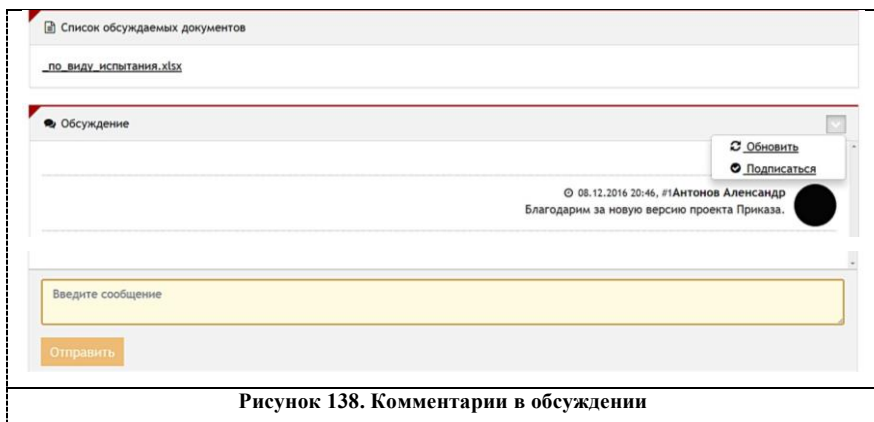 Список обсуждаемых документов
_по_виду_испытания.xlsx
Обсуждение
Обновить
Подписаться
08.12.2016 20:46, #1Антонов Аленсандр
Благодарим за новую версию проекта Приказа.
Введите сообщение
Отправить
Рисунок 138. Комментарии в обсуждении